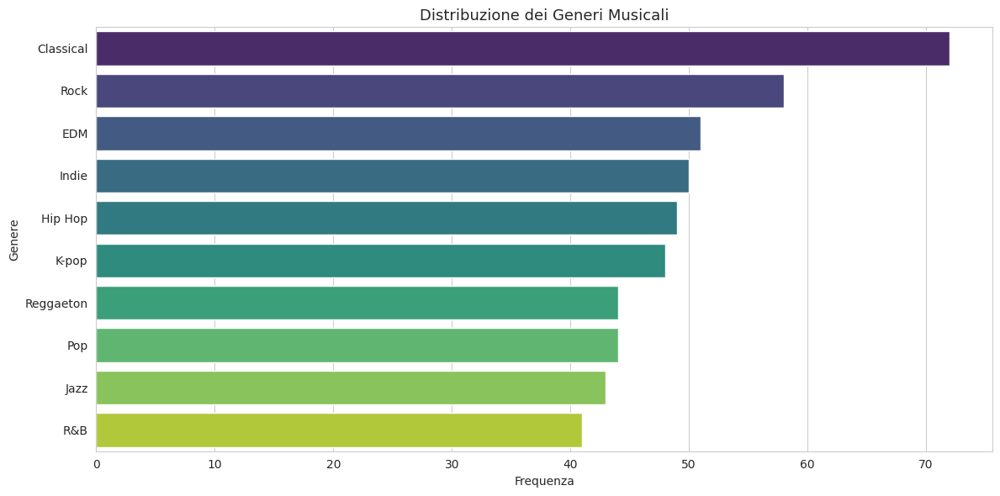 Distribuzione dei Generi Musicali
Classical
Rock
EDM
Indie
Hip Hop
K-pop
Reggaeton
Pop
Jazz
R&B
Genere
0 10 20 30 40 50 60 70
Frequenza